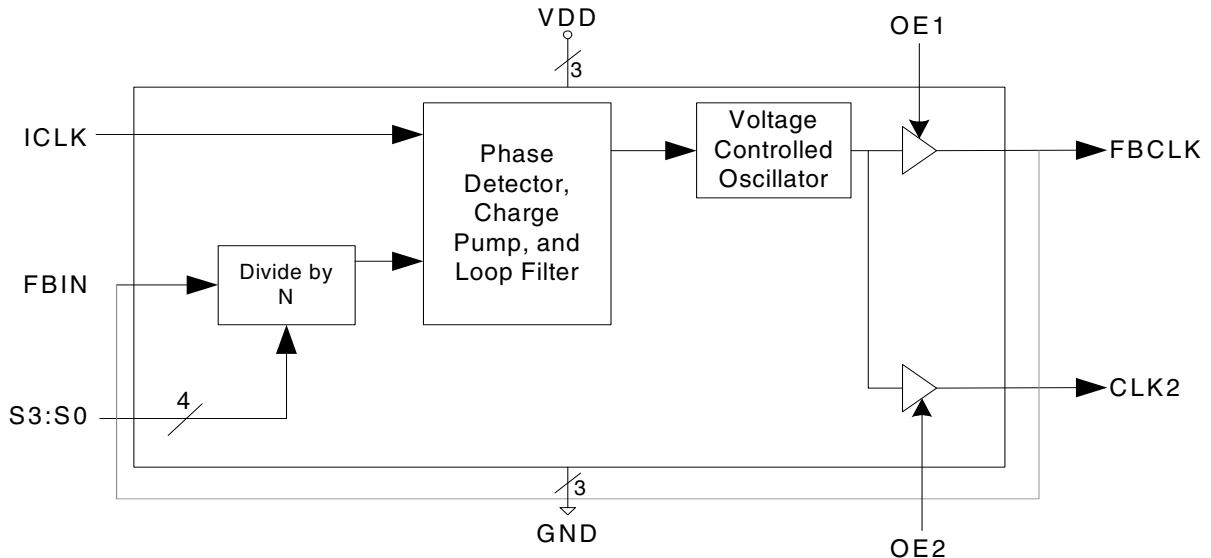 VDD
3
OE1
ICLK
Phase
Detector,
Charge
Pump, and
Loop Filter
Voltage
Controlled
Oscillator
FBCLK
FBIN
Divide by
N
S3:S0
4
CLK2
3
GND
OE2